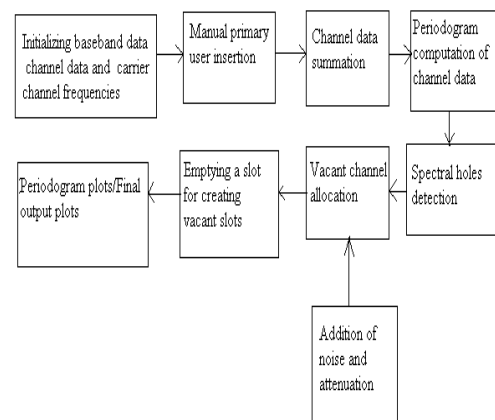 Initializing baseband data
channel data and carrier
channel frequencies
Manual primary
user insertion
Channel data
summation
Periodogram
computation of
channel data
Spectral holes
detection
Vacant channel
allocation
Emptying a slot
for creating
vacant slots
Periodogram plots/Final
output plots
Addition of
noise and
attenuation